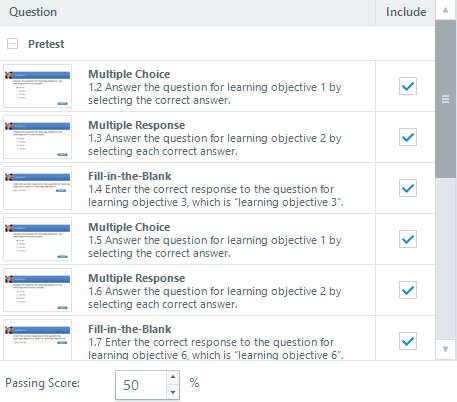 Question Include
Pretest
Multiple Choice
1.2 Answer the question for learning objective 1 by
selecting the correct answer.
Multiple Response
1.3 Answer the question for learning objective 2 by
selecting each correct answer.
Fill-in-the-Blank
1.4 Enter the correct response to the question for
learning objective 3, which is “learning objective 3”.
Multiple Choice
1.5 Answer the question for learning objective 1 by
selecting the correct answer.
Multiple Response
1.6 Answer the question for learning objective 2 by
selecting each correct answer.
Fill-in-the-Blank
1.7 Enter the correct response to the question for
learning objective 6, which is “learning objective 6”.
Passing Score: 50 %